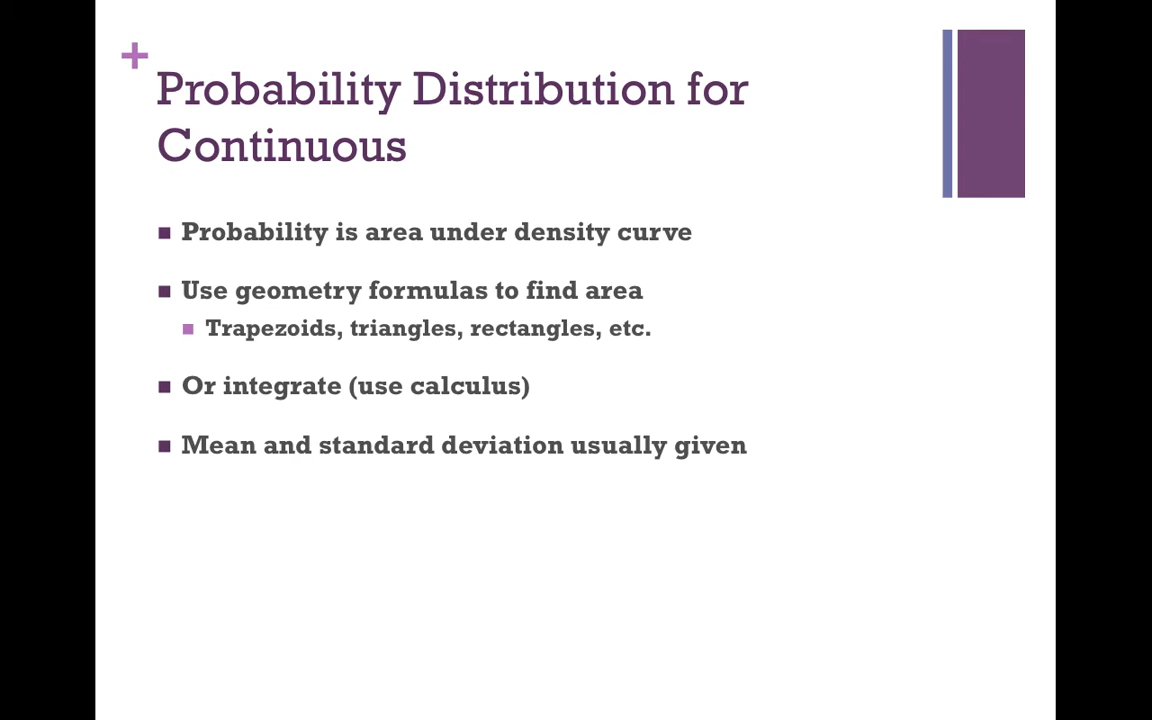 +
Probability Distribution for
Continuous
■ Probability is area under density curve
■ Use geometry formulas to find area
■ Trapezoids, triangles, rectangles, etc.
■ Or integrate (use calculus)
■ Mean and standard deviation usually given